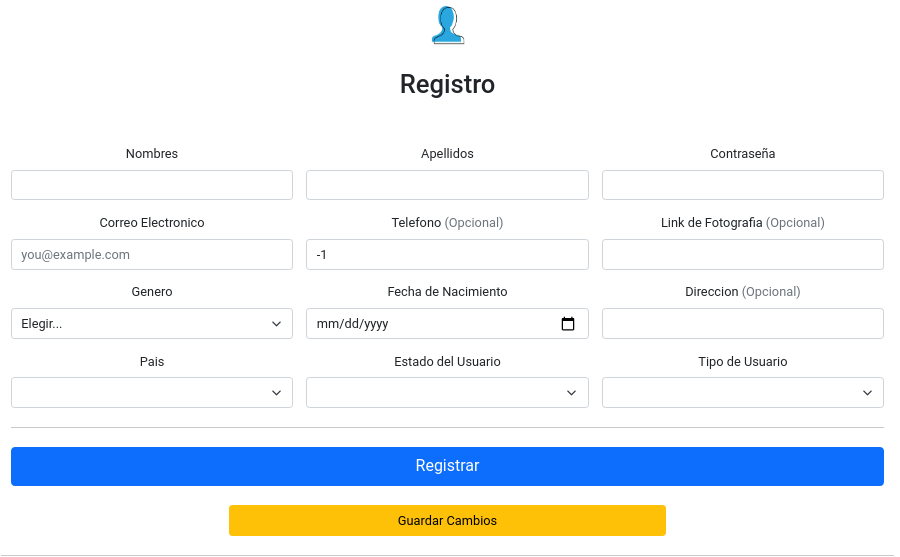 Registro
Nombres Apellidos Contraseña
Correo Electronico Telefono (Opcional) Link de Fotografia (Opcional)
you@example.com -1
Genero Fecha de Nacimiento Direccion (Opcional)
Elegir... mm/dd/yyyy
Pais Estado del Usuario Tipo de Usuario
Registrar
Guardar Cambios